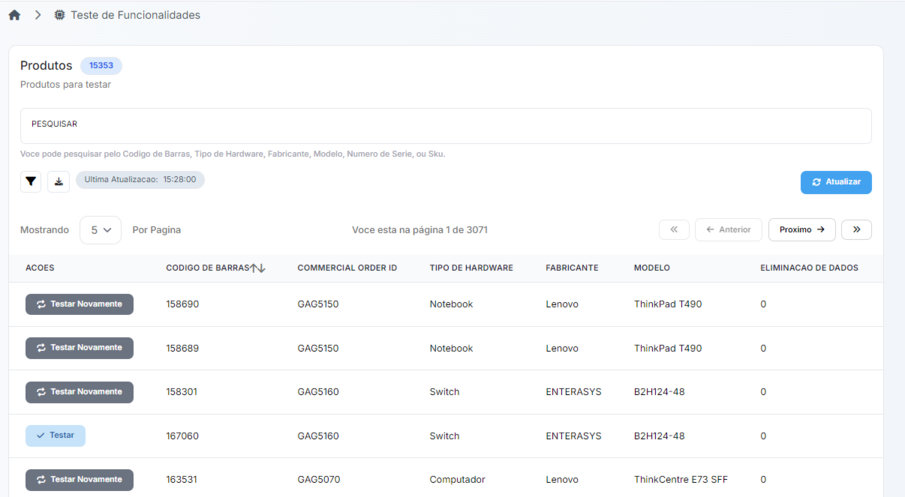 Teste de Funcionalidades
Produtos 15353
Produtos para testar
PESQUISAR
Voce pode pesquisar pelo Codigo de Barras, Tipo de Hardware, Fabricante, Modelo, Numero de Serie, ou Sku.
Ultima Atualizacao: 15:28:00 Atualizar
Mostrando 5 Por Pagina Voce esta na página 1 de 3071 « ← Anterior Proximo → »
ACOES CODIGO DE BARRAS↑↓ COMMERCIAL ORDER ID TIPO DE HARDWARE FABRICANTE MODELO ELIMINACAO DE DADOS
Testar Novamente 158690 GAG5150 Notebook Lenovo ThinkPad T490 0
Testar Novamente 158689 GAG5150 Notebook Lenovo ThinkPad T490 0
Testar Novamente 158301 GAG5160 Switch ENTERASYS B2H124-48 0
Testar 167060 GAG5160 Switch ENTERASYS B2H124-48 0
Testar Novamente 163531 GAG5070 Computador Lenovo ThinkCentre E73 SFF 0